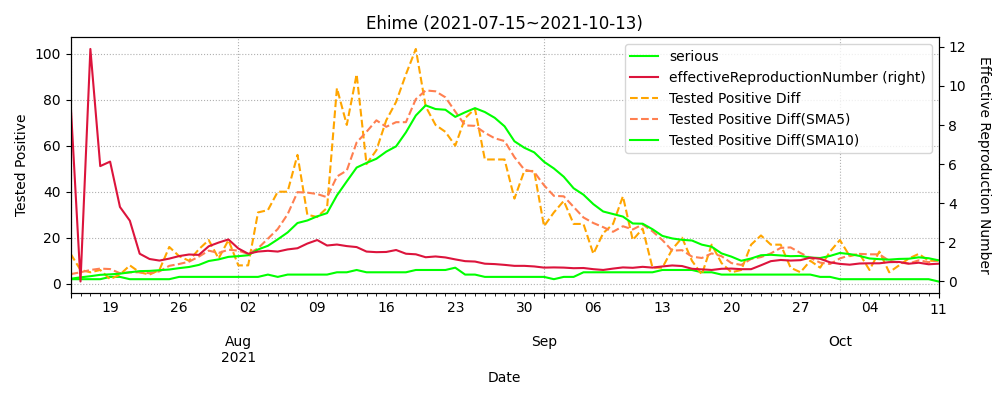 Ehime (2021-07-15~2021-10-13)
Tested Positive
100
80
60
40
20
0
12
10
8
6
4
2
0
Effective Reproduction Number
serious
effectiveReproductionNumber (right)
Tested Positive Diff
Tested Positive Diff(SMA5)
Tested Positive Diff(SMA10)
19 26 02 09 16 23 30 06 13 20 27 04 11
Aug Sep Oct
2021
Date